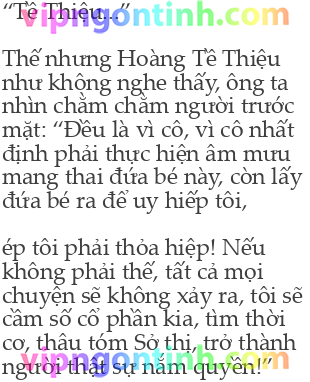 “Tề Thiệu...”
vipngontinh.com
Thế nhưng Hoàng Tề Thiệu
như không nghe thấy, ông ta
nhìn chằm chằm người trước
mặt: “Đều là vì cô, vì cô nhất
định phải thực hiện âm mưu
mang thai đứa bé này, còn lấy
đứa bé ra để uy hiếp tôi,
ép tôi phải thỏa hiệp! Nếu
không phải thế, tất cả mọi
chuyện sẽ không xảy ra, tôi sẽ
cầm số cổ phần kia, tìm thời
cơ, thâu tóm Sở thị, trở thành
vipngontinh.com
người thật sự nắm quyền!”